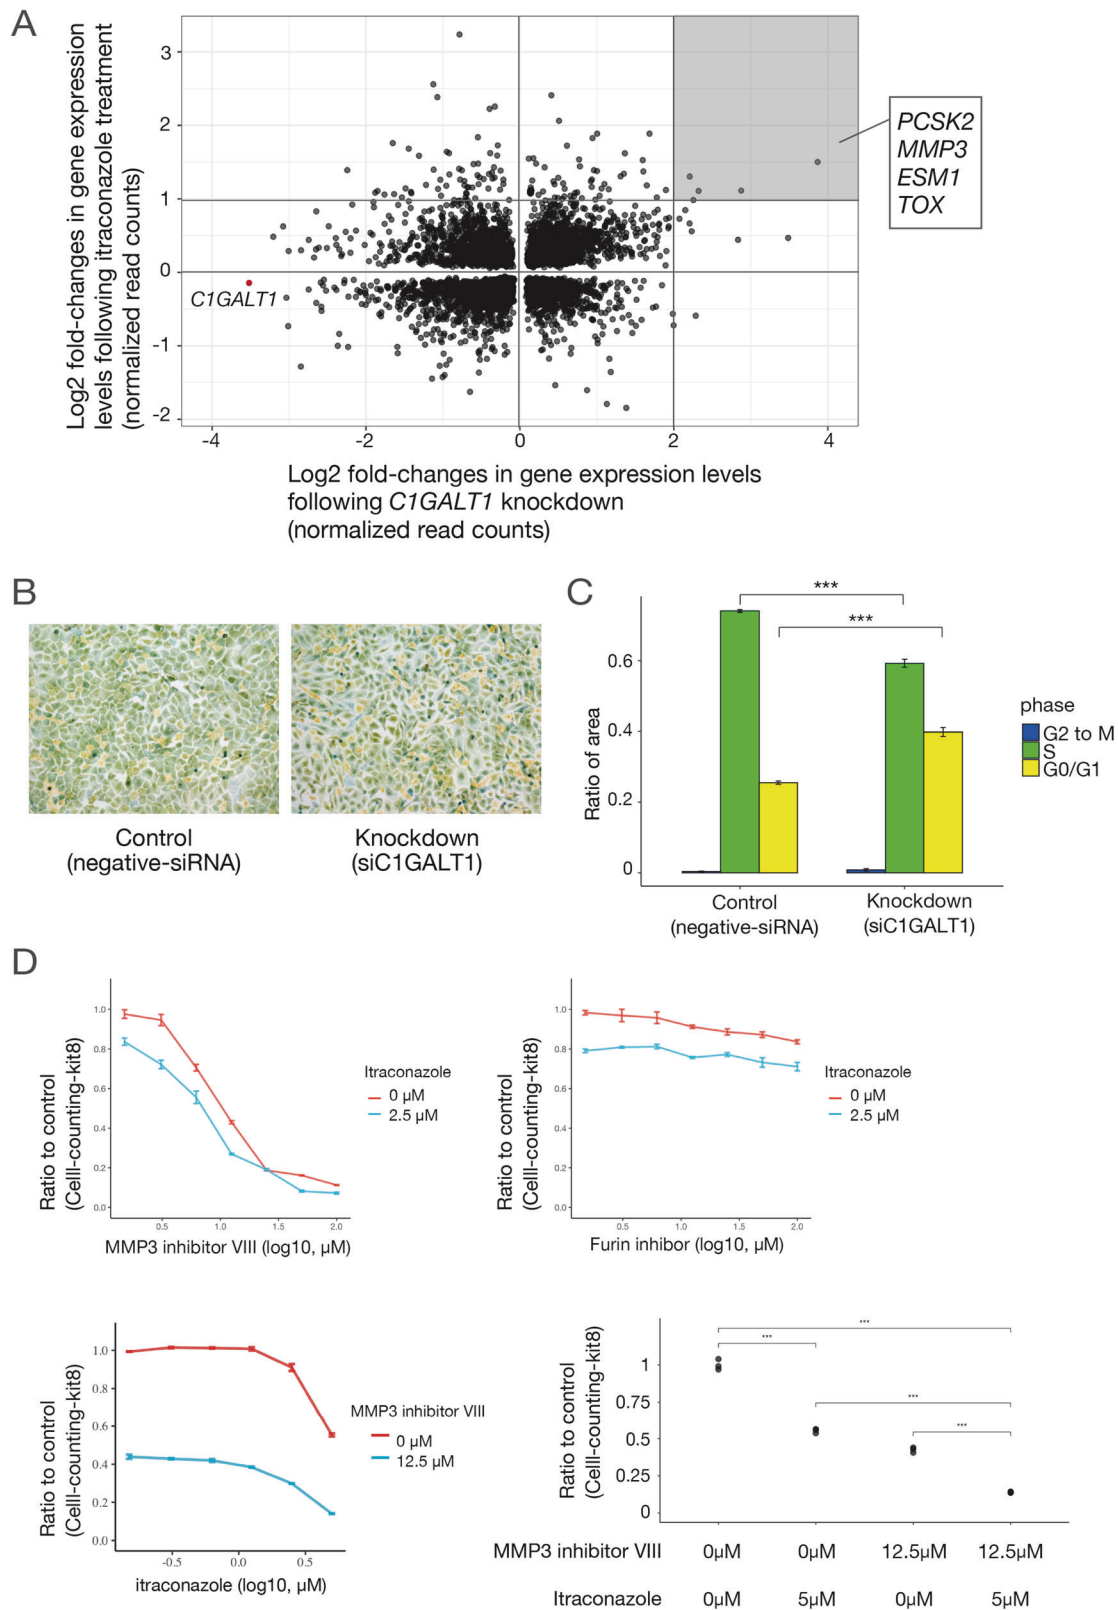 A
Log2 fold-changes in gene expression
levels following itraconazole treatment
(normalized read counts)
3
2
1
0
-1
-2
-4
-2
0
2
4
C1GALT1
PCSK2
MMP3
ESM1
TOX
Log2 fold-changes in gene expression levels
following C1GALT1 knockdown
(normalized read counts)
B
Control
(negative-siRNA)
Knockdown
(siC1GALT1)
C
***
***
Ratio of area
0.6
0.4
0.2
0
phase
G2 to M
S
G0/G1
Control
(negative-siRNA)
Knockdown
(siC1GALT1)
D
Ratio to control
(Celll-counting-kit8)
1.0
0.8
0.6
0.4
0.2
0.0
0.5
1.0
1.5
2.0
MMP3 inhibitor VIII (log10, µM)
Itraconazole
0 µM
2.5 µM
Ratio to control
(Celll-counting-kit8)
1.0
0.8
0.6
0.4
0.2
0.0
0.5
1.0
1.5
2.0
Furin inhibor (log10, µM)
Itraconazole
0 µM
2.5 µM
Ratio to control
(Celll-counting-kit8)
1.0
0.8
0.6
0.4
0.2
0.0
-0.5
0.0
0.5
itraconazole (log10, µM)
MMP3 inhibitor VIII
0 µM
12.5 µM
Ratio to control
(Celll-counting-kit8)
1
0.75
0.5
0.25
0
***
***
***
***
MMP3 inhibitor VIII 0µM 0µM 12.5µM 12.5µM
Itraconazole 0µM 5µM 0µM 5µM